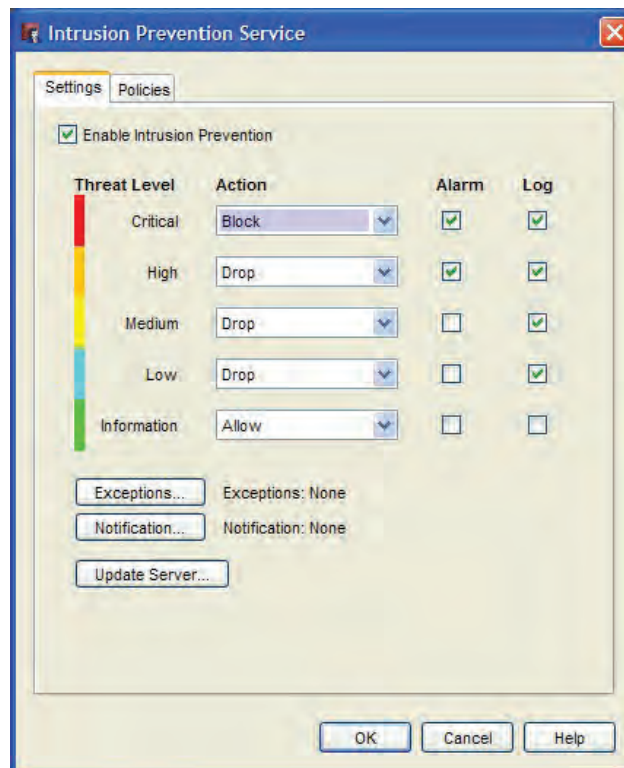 Intrusion Prevention Service
Settings Policies
Enable Intrusion Prevention
Threat Level Action Alarm Log
Critical Block
High Drop
Medium Drop
Low Drop
Information Allow
Exceptions... Exceptions: None
Notification... Notification: None
Update Server...
OK Cancel Help